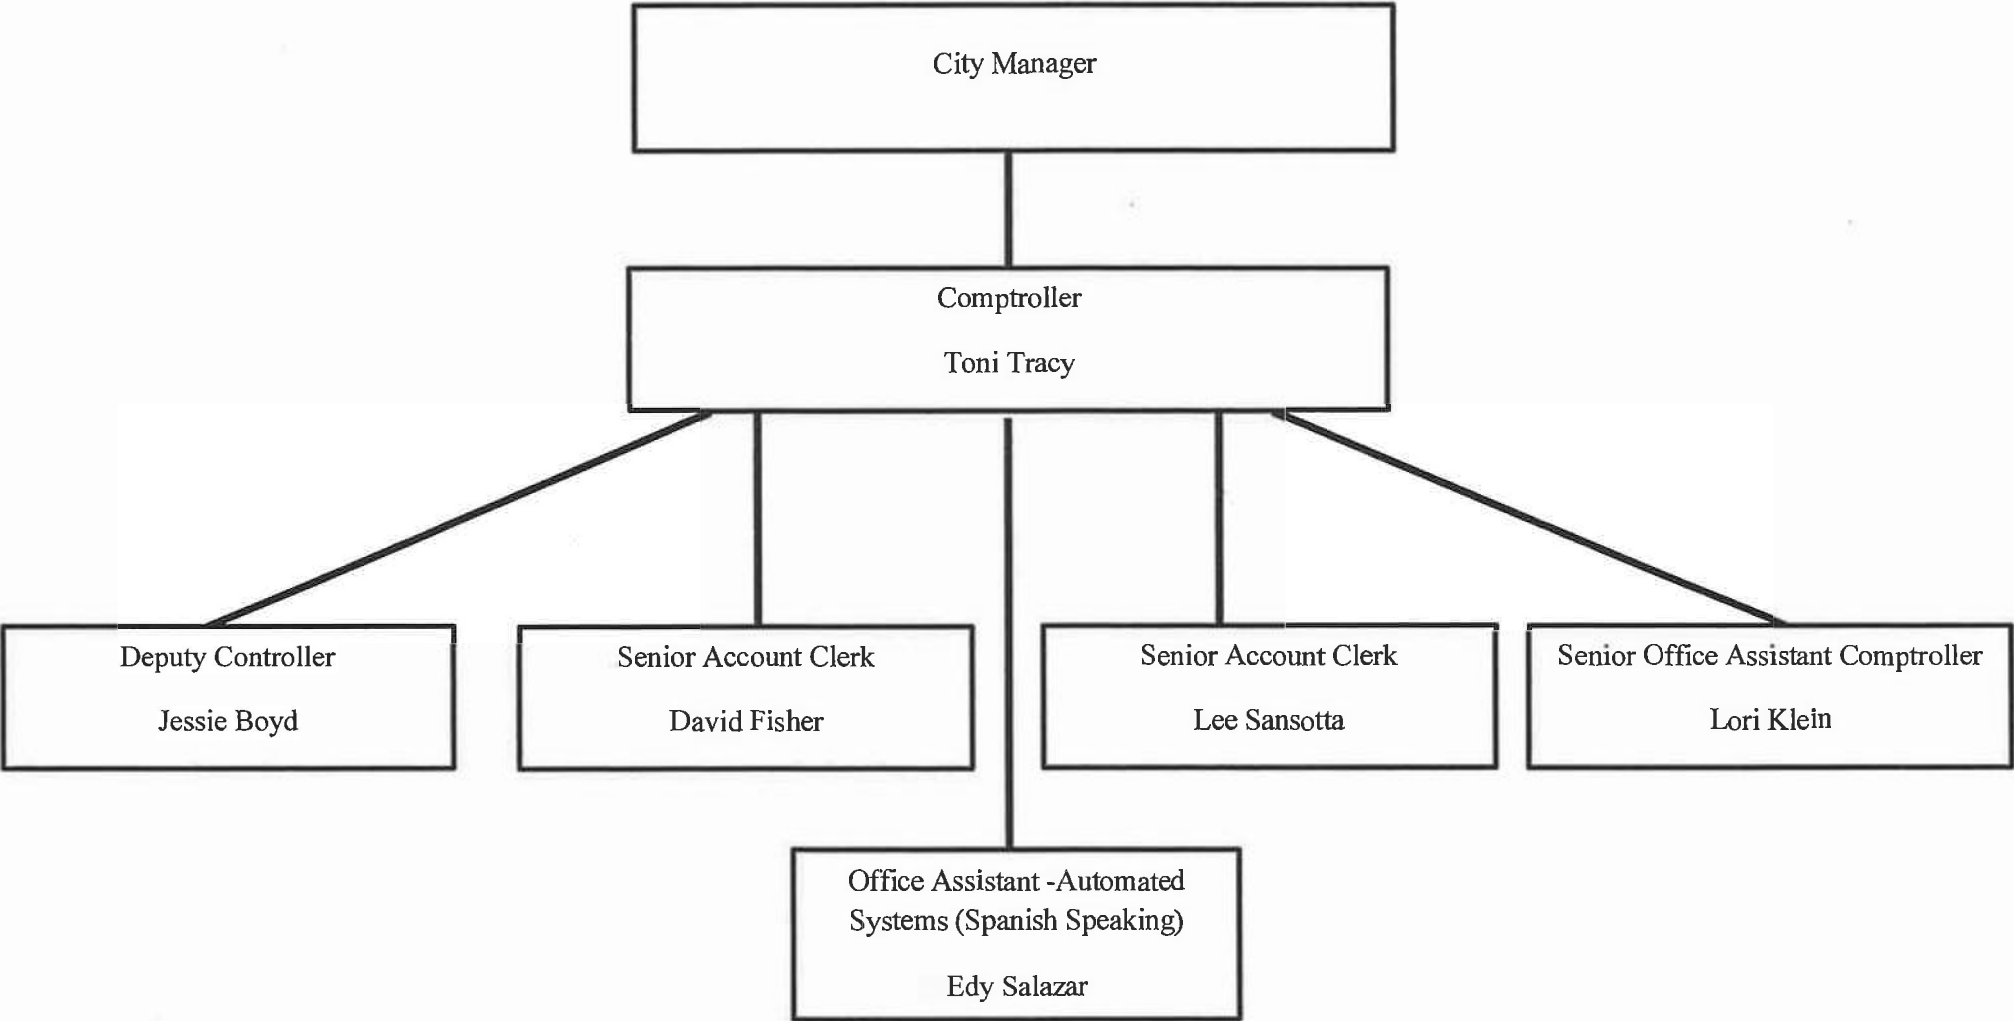 City Manager
Comptroller
Toni Tracy
Deputy Controller
Jessie Boyd
Senior Account Clerk
David Fisher
Senior Account Clerk
Lee Sansotta
Senior Office Assistant Comptroller
Lori Klein
Office Assistant -Automated
Systems (Spanish Speaking)
Edy Salazar